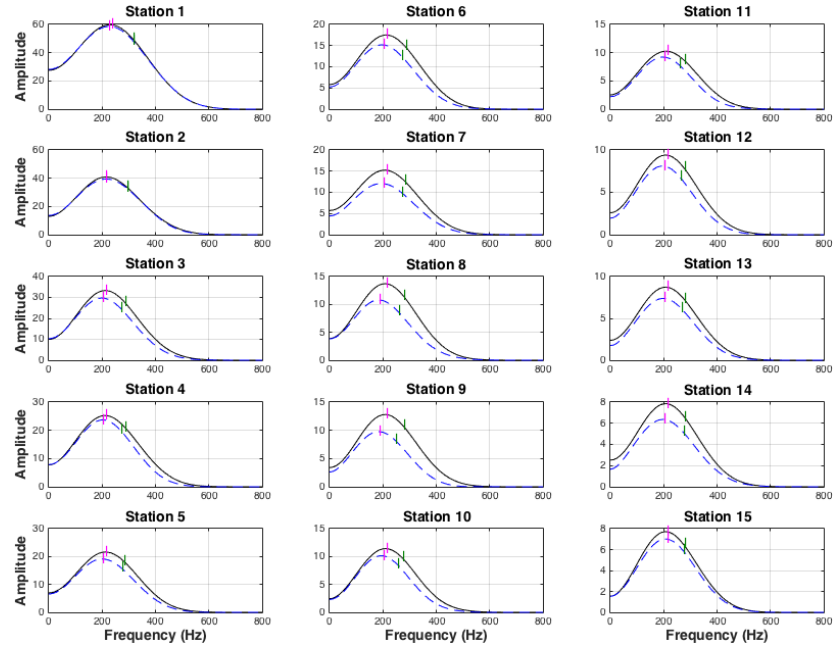 Station 1
Station 6
Station 11
Amplitude
60
40
20
0
0 200 400 600 800
20
15
10
5
0
0 200 400 600 800
15
10
5
0
0 200 400 600 800
Station 2
Station 7
Station 12
Amplitude
60
40
20
0
0 200 400 600 800
20
15
10
5
0
0 200 400 600 800
10
5
0
0 200 400 600 800
Station 3
Station 8
Station 13
Amplitude
40
30
20
10
0
0 200 400 600 800
15
10
5
0
0 200 400 600 800
10
5
0
0 200 400 600 800
Station 4
Station 9
Station 14
Amplitude
30
20
10
0
0 200 400 600 800
15
10
5
0
0 200 400 600 800
8
6
4
2
0
0 200 400 600 800
Station 5
Station 10
Station 15
Amplitude
30
20
10
0
0 200 400 600 800
15
10
5
0
0 200 400 600 800
8
6
4
2
0
0 200 400 600 800
Frequency (Hz)
Frequency (Hz)
Frequency (Hz)